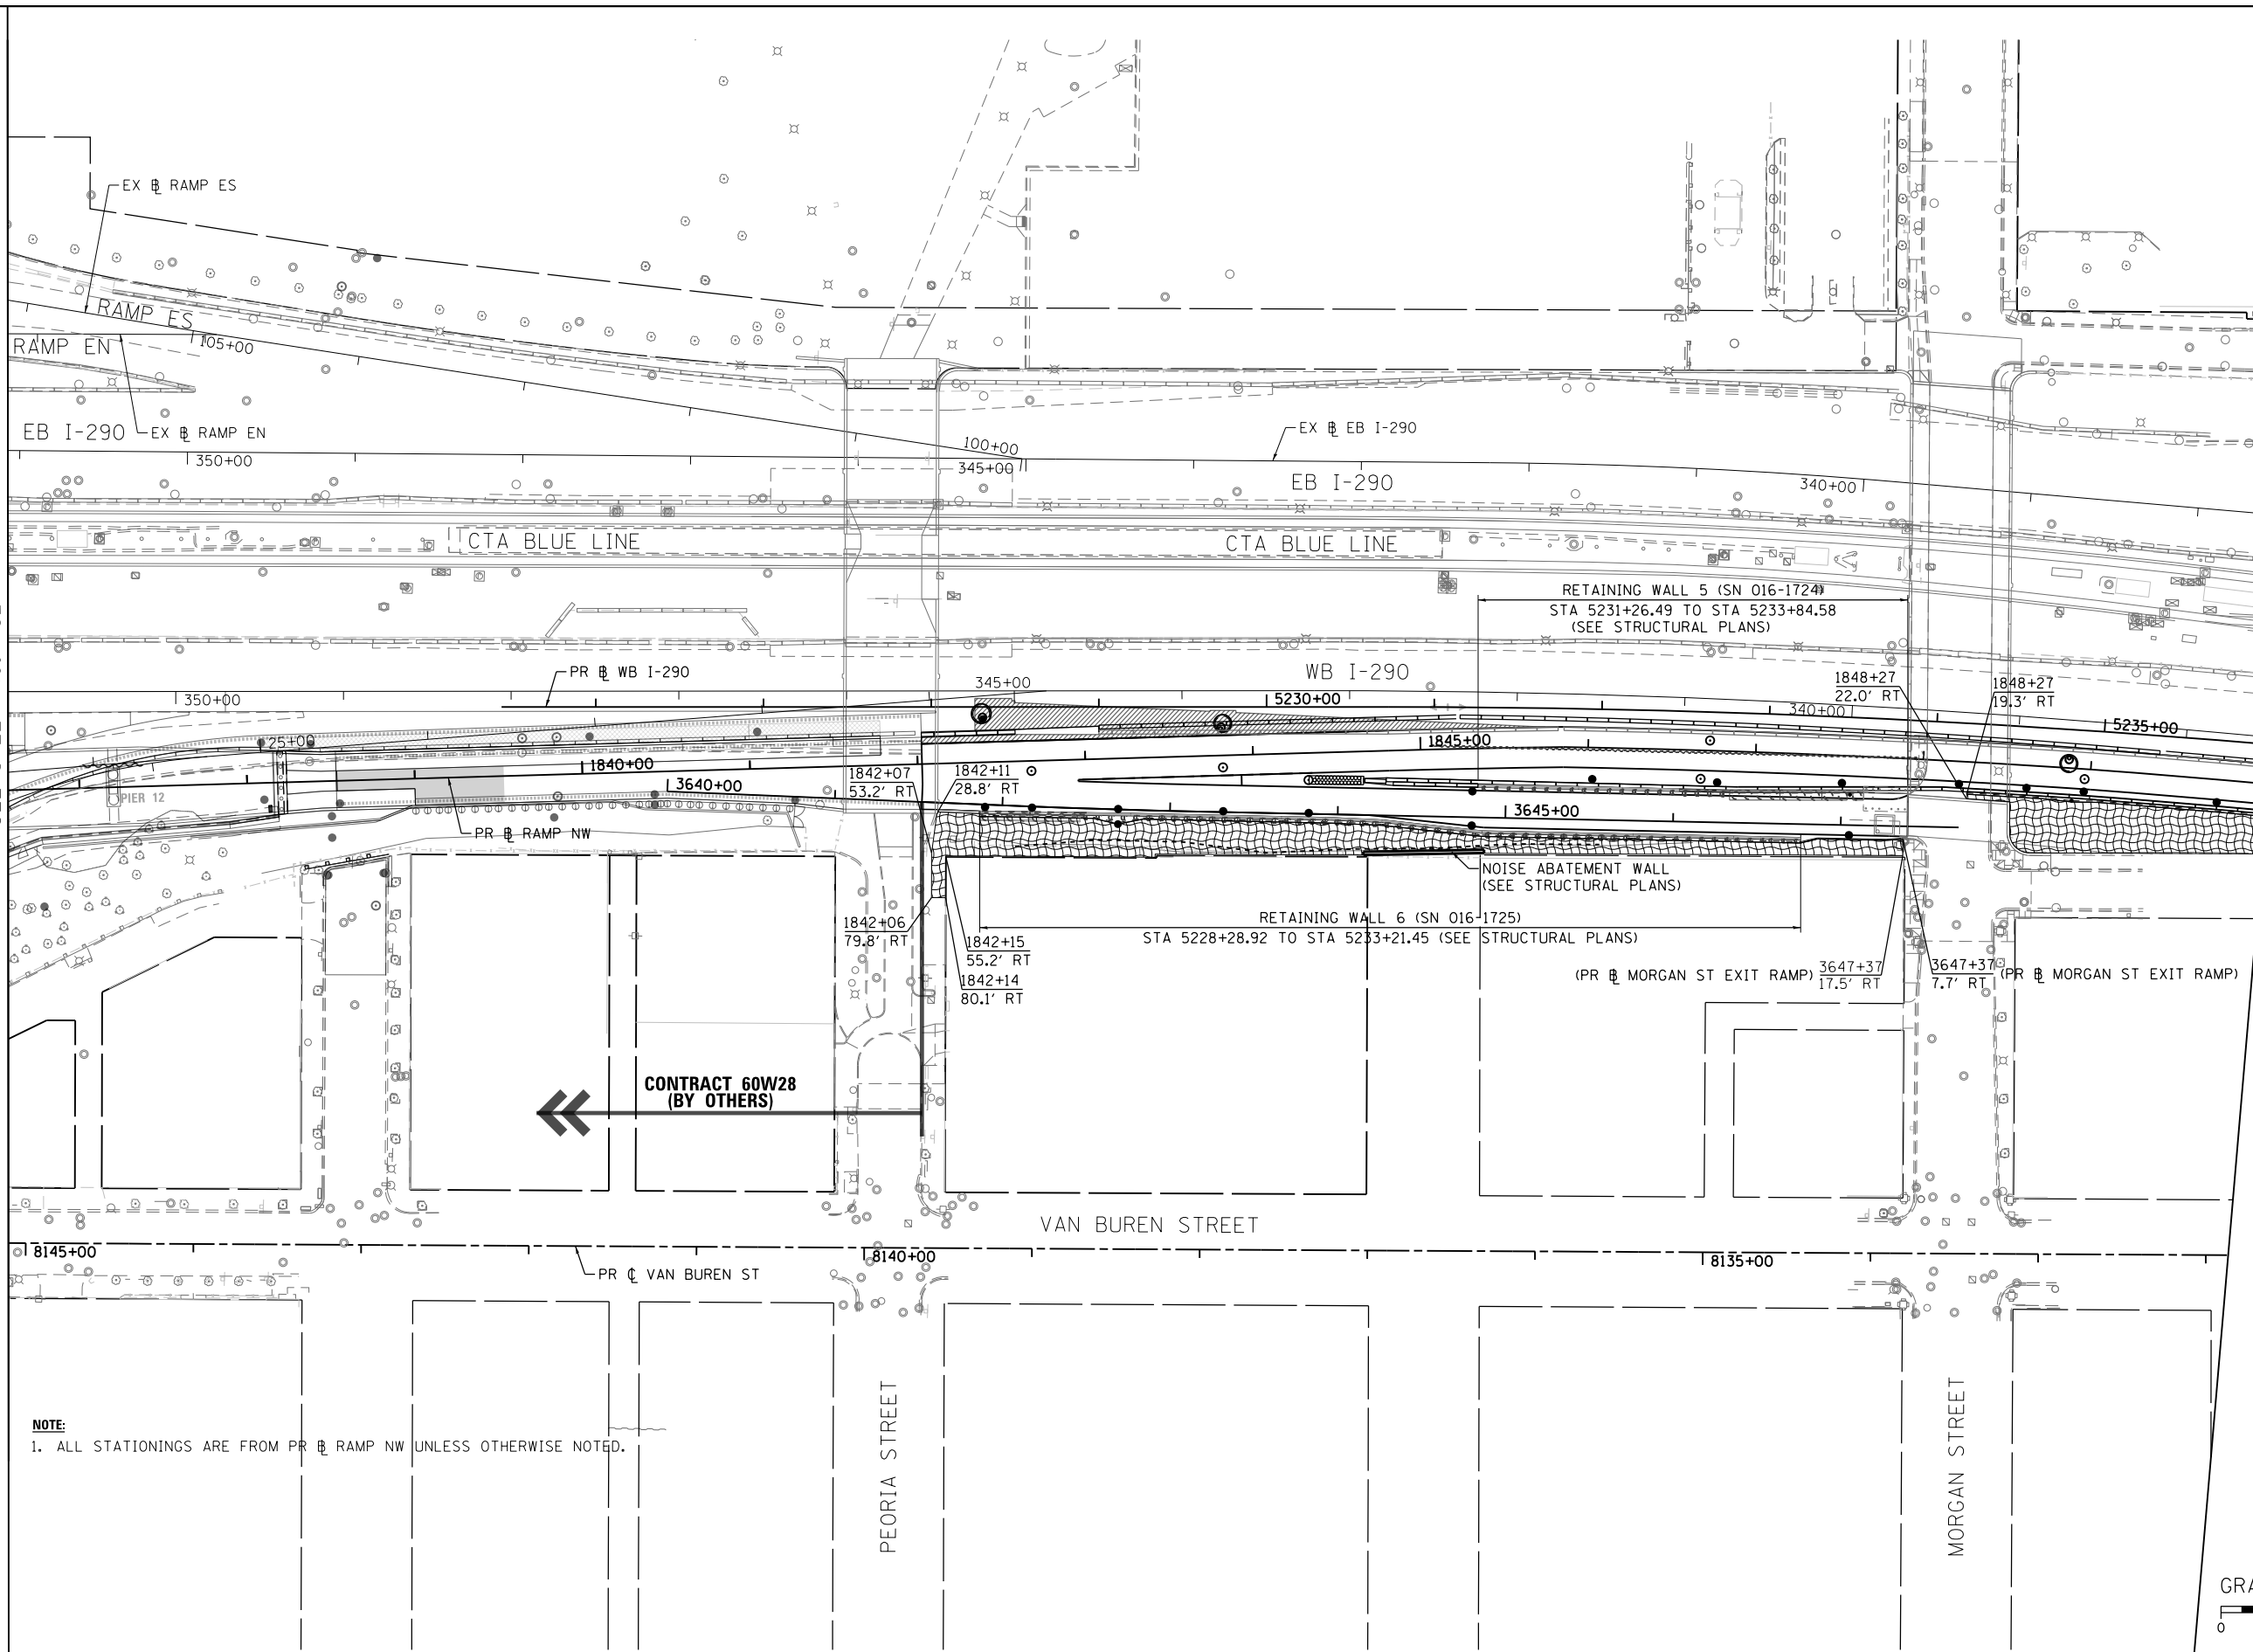 EX ⅊ RAMP ES
RAMP ES
105+00
RAMP EN
EB I-290
EX ⅊ RAMP EN
350+00
100+00
345+00
EX ⅊ EB I-290
EB I-290
340+00
CTA BLUE LINE
CTA BLUE LINE
RETAINING WALL 5 (SN 016-1724)
STA 5231+26.49 TO STA 5233+84.58
(SEE STRUCTURAL PLANS)
PR ⅊ WB I-290
WB I-290
350+00
345+00
5230+00
340+00
1848+27
22.0' RT
1848+27
19.3' RT
5235+00
25+00
1840+00
1845+00
3640+00
3645+00
PIER 12
PR ⅊ RAMP NW
1842+07
53.2' RT
1842+11
28.8' RT
NOISE ABATEMENT WALL
(SEE STRUCTURAL PLANS)
RETAINING WALL 6 (SN 016-1725)
STA 5228+28.92 TO STA 5233+21.45 (SEE STRUCTURAL PLANS)
1842+06
79.8' RT
1842+15
55.2' RT
1842+14
80.1' RT
(PR ⅊ MORGAN ST EXIT RAMP) 3647+37
17.5' RT
3647+37 (PR ⅊ MORGAN ST EXIT RAMP)
7.7' RT
CONTRACT 60W28
(BY OTHERS)
VAN BUREN STREET
8145+00
8140+00
8135+00
PR ℄ VAN BUREN ST
PEORIA STREET
MORGAN STREET
NOTE:
1. ALL STATIONINGS ARE FROM PR ⅊ RAMP NW UNLESS OTHERWISE NOTED.
GRA
0